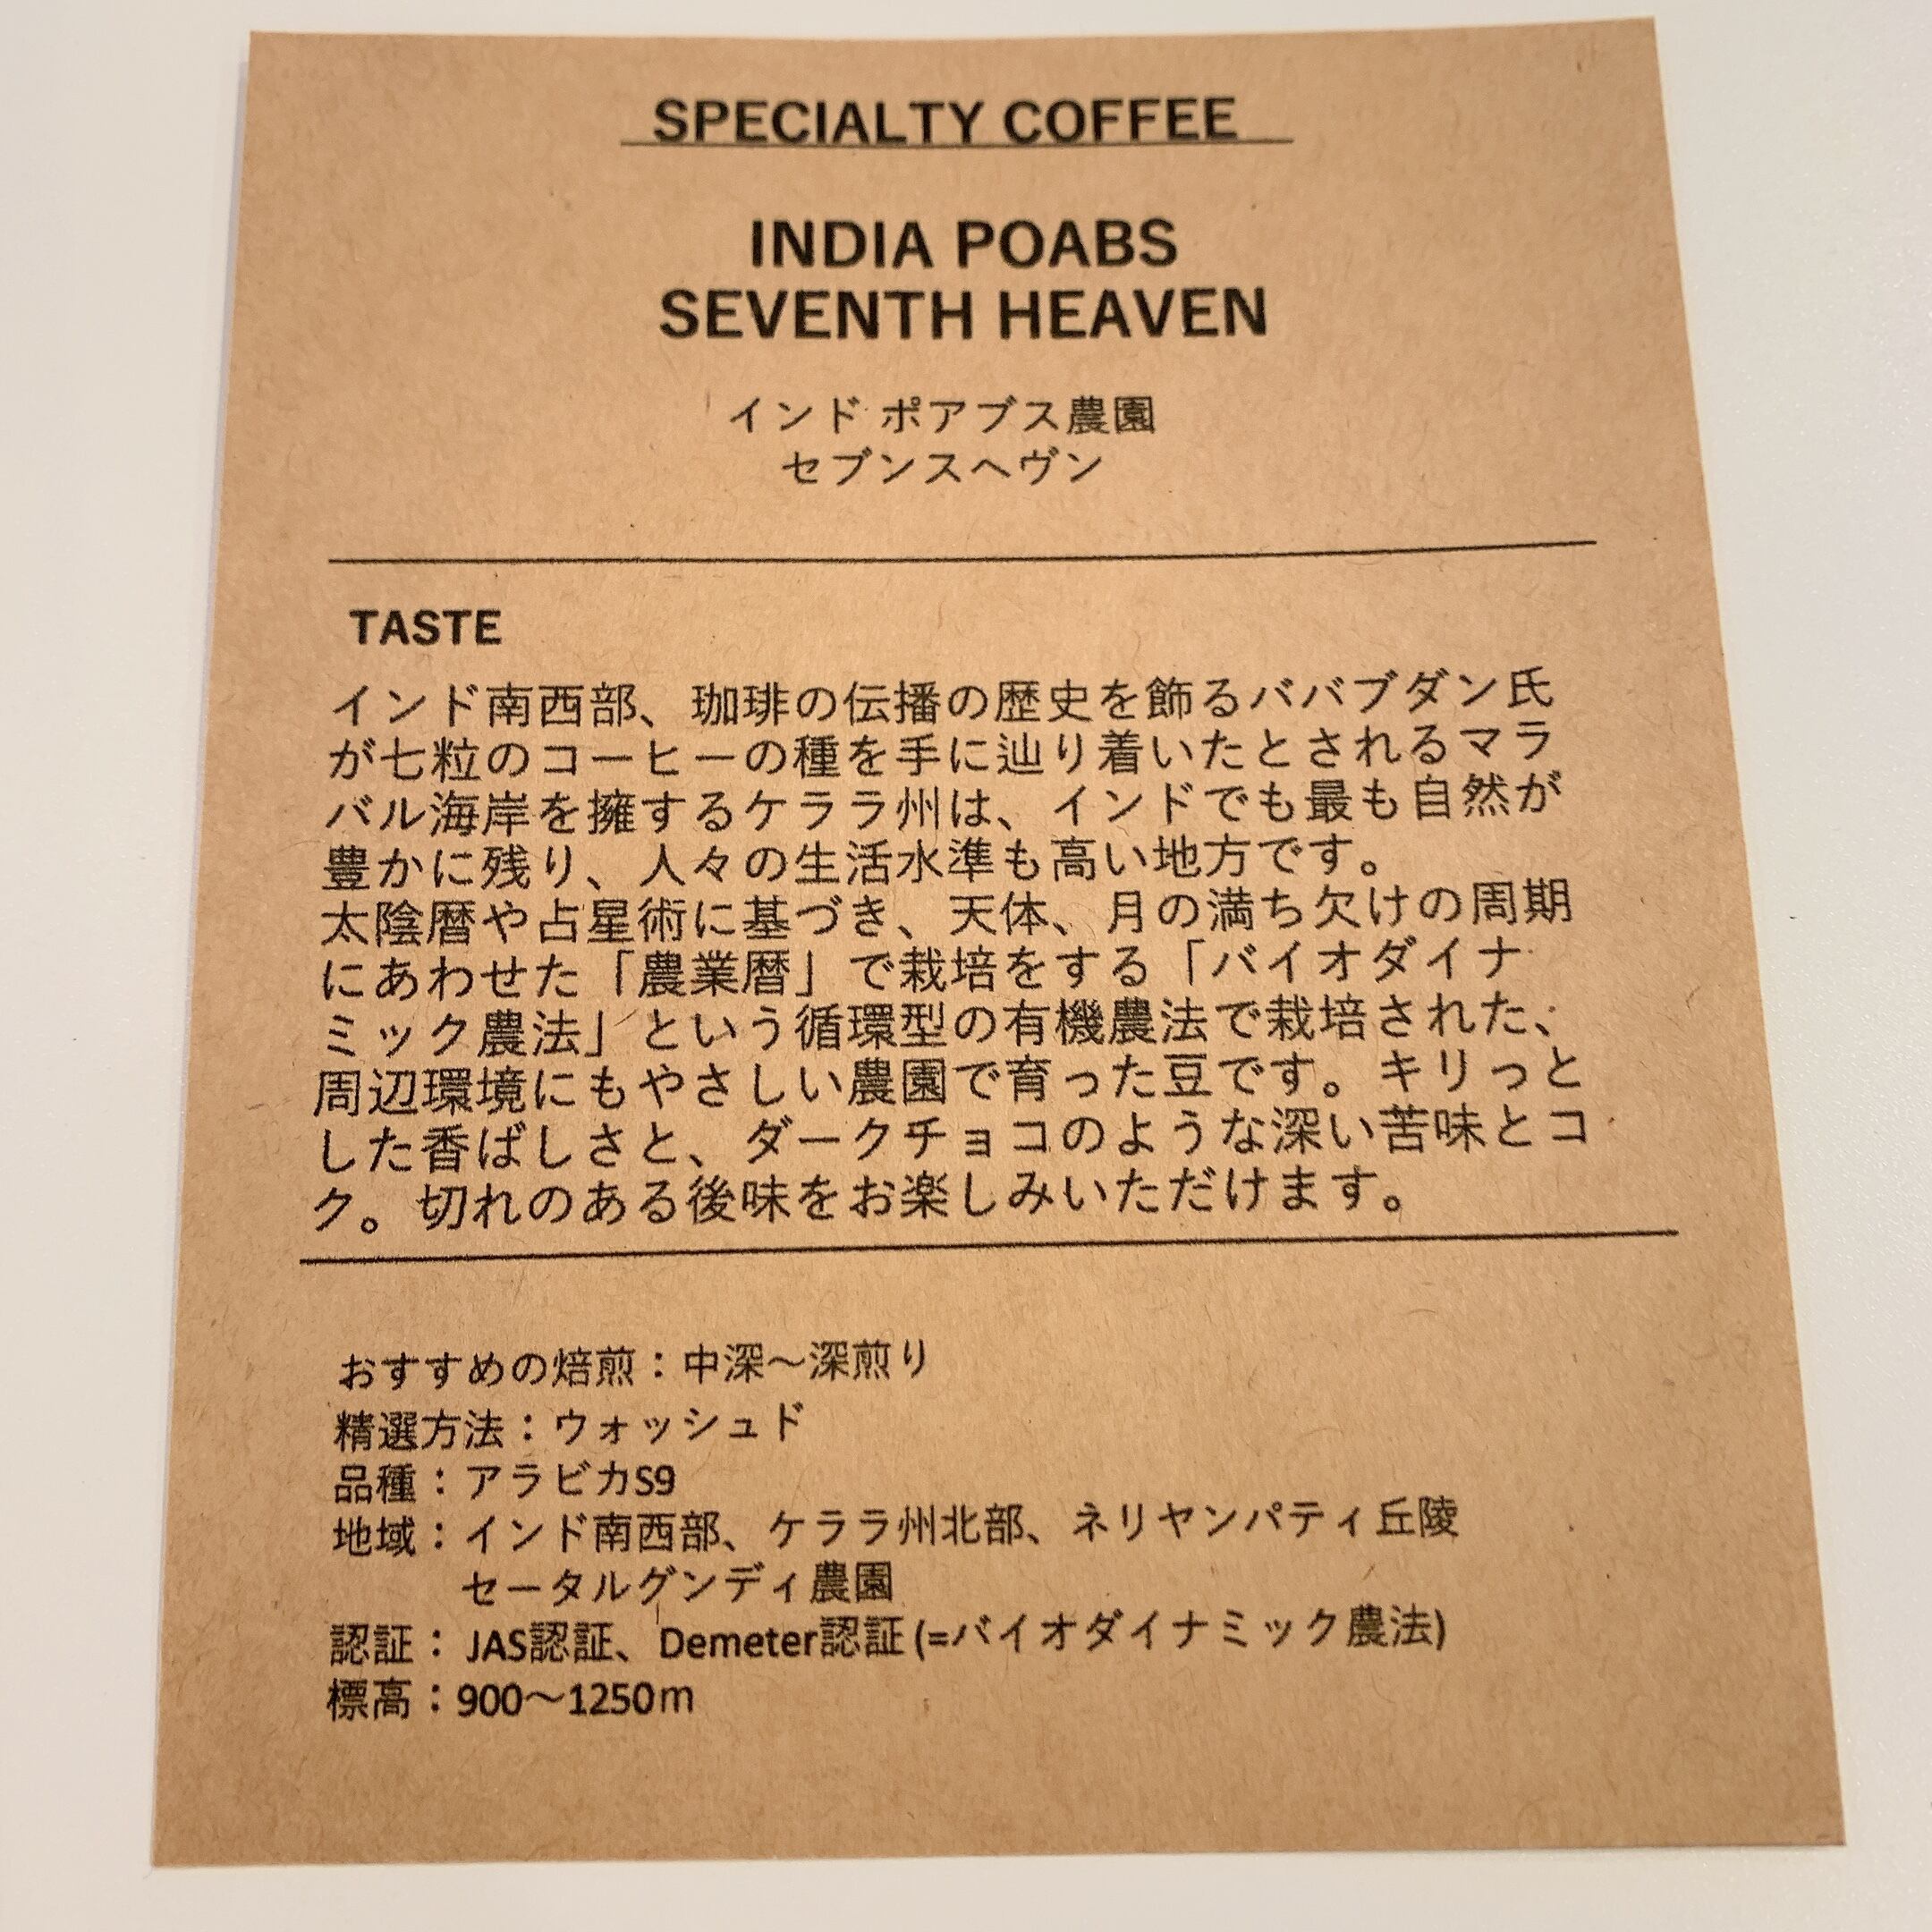 SPECIALTY COFFEE
INDIA POABS
SEVENTH HEAVEN
インド ポアブス農園
セブンスヘヴン
TASTE
インド南西部、珈琲の伝播の歴史を飾るババブダン氏
が七粒のコーヒーの種を手に辿り着いたとされるマラ
バル海岸を擁するケララ州は、インドでも最も自然が
豊かに残り、人々の生活水準も高い地方です。
太陰暦や占星術に基づき、天体、月の満ち欠けの周期
にあわせた「農業暦」で栽培をする「バイオダイナ
ミック農法」という循環型の有機農法で栽培された、
周辺環境にもやさしい農園で育った豆です。キリっと
した香ばしさと、ダークチョコのような深い苦味とコ
ク。切れのある後味をお楽しみいただけます。
おすすめの焙煎：中深〜深煎り
精選方法：ウォッシュド
品種：アラビカS9
地域：インド南西部、ケララ州北部、ネリヤンパティ丘陵
セータルグンディ農園
認証：JAS認証、Demeter認証(=バイオダイナミック農法)
標高：900〜1250m